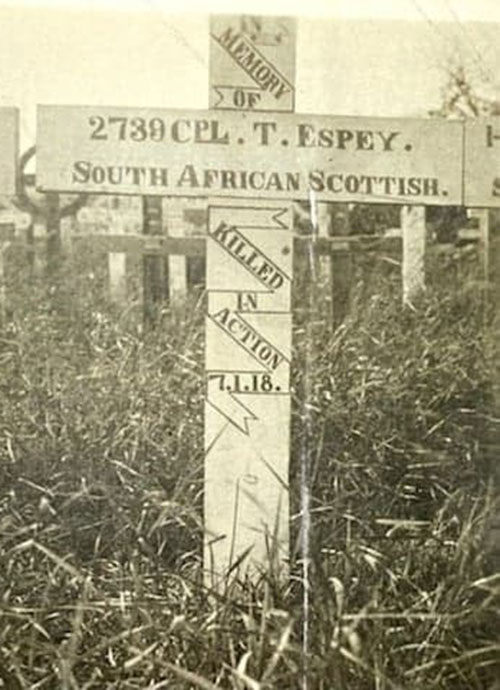 IN
MEMORY
OF
2739 CPL. T. ESPEY.
SOUTH AFRICAN SCOTTISH.
KILLED
IN
ACTION
7.1.18.